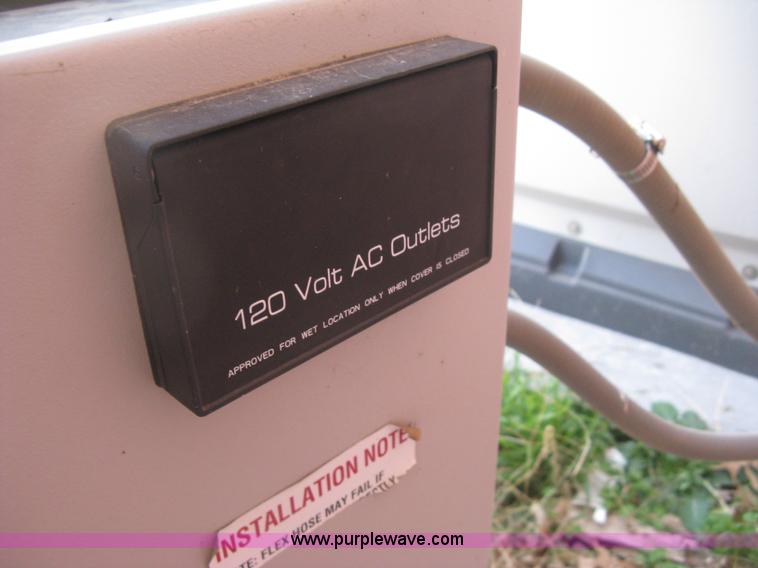 120 Volt AC Outlets
APPROVED FOR WET LOCATION ONLY WHEN COVER IS CLOSED
INSTALLATION NOTE
TE: FLEX HOSE MAY FAIL IF
www.purplewave.com